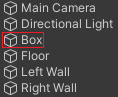 Main Camera
Directional Light
Box
Floor
Left Wall
Right Wall